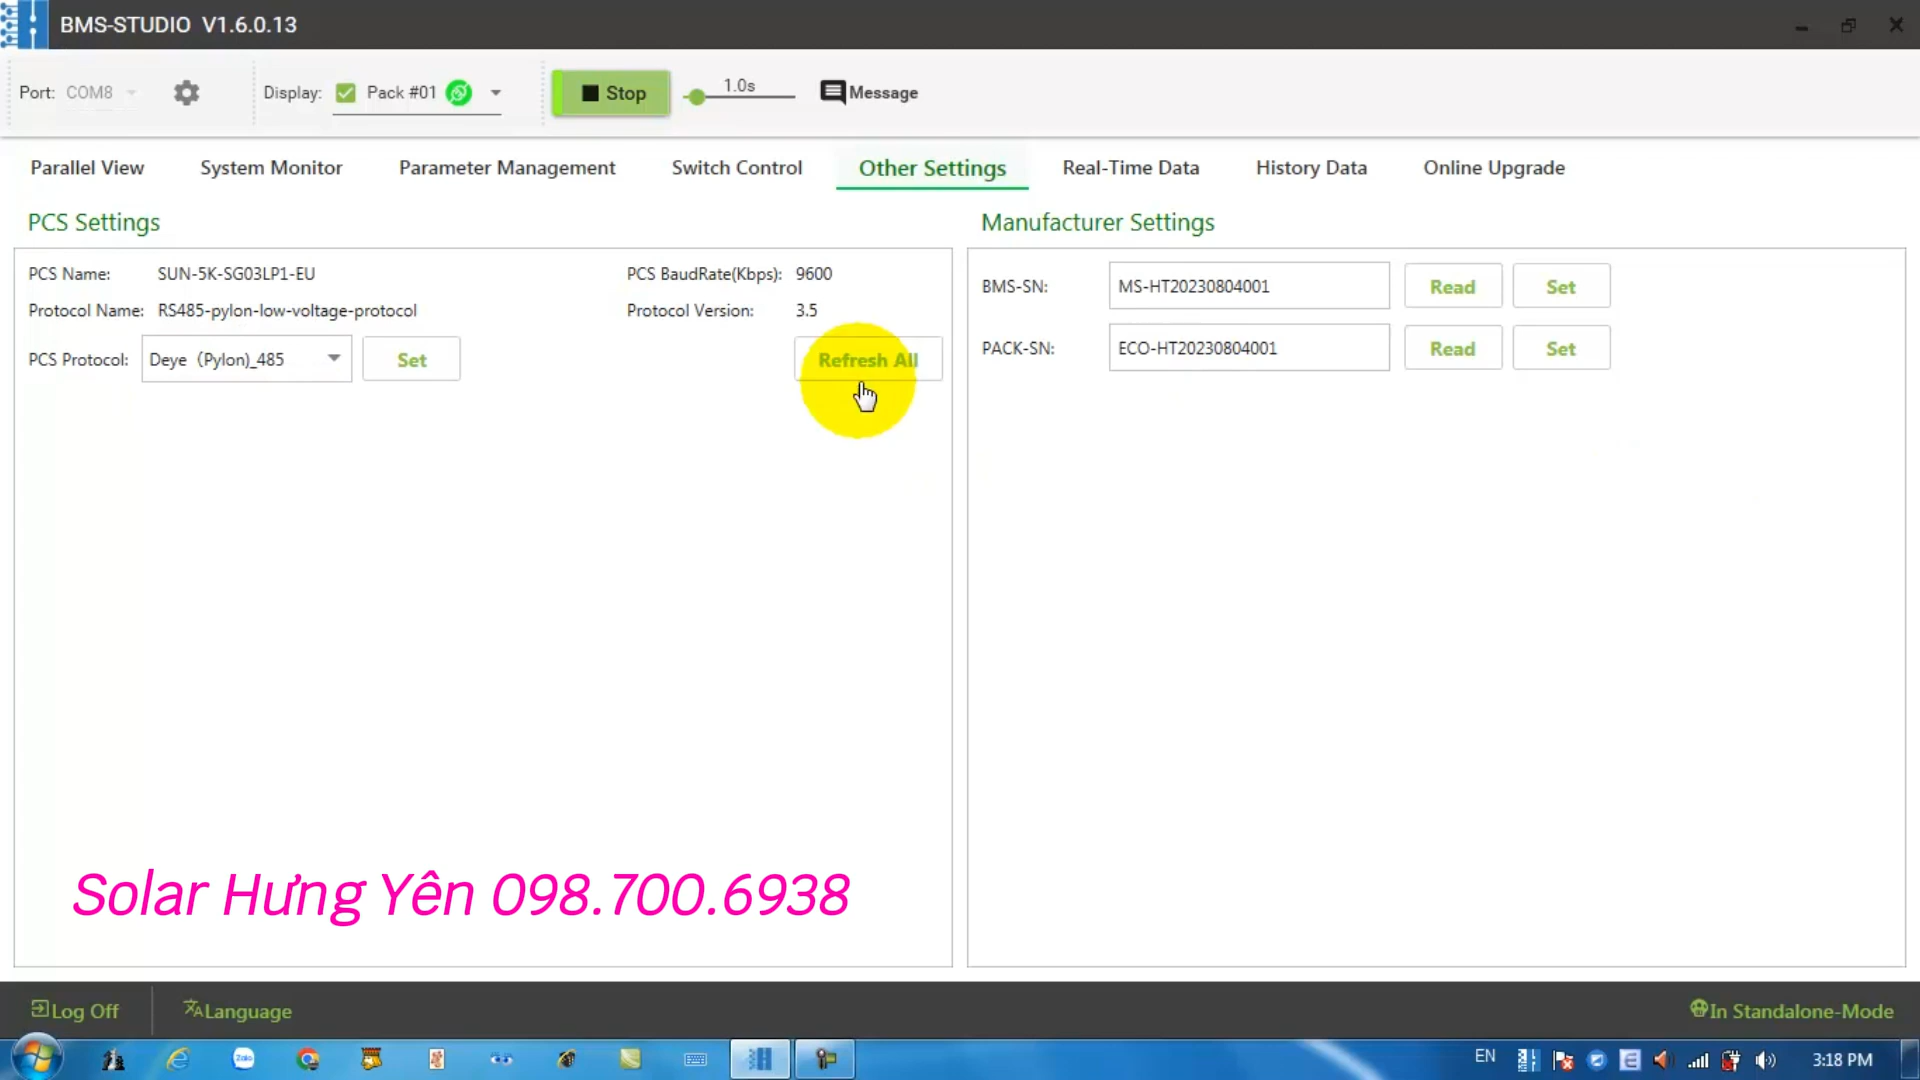 BMS-STUDIO V1.6.0.13
Port: COM8 Display: Pack #01 Stop 1.0s Message
Parallel View System Monitor Parameter Management Switch Control Other Settings Real-Time Data History Data Online Upgrade
PCS Settings
PCS Name: SUN-5K-SG03LP1-EU PCS BaudRate(Kbps): 9600
Protocol Name: RS485-pylon-low-voltage-protocol Protocol Version: 3.5
PCS Protocol: Deye（Pylon)_485 Set Refresh All
Manufacturer Settings
BMS-SN: MS-HT20230804001 Read Set
PACK-SN: ECO-HT20230804001 Read Set
Solar Hưng Yên 098.700.6938
Log Off Language In Standalone-Mode
Zalo EN 3:18 PM